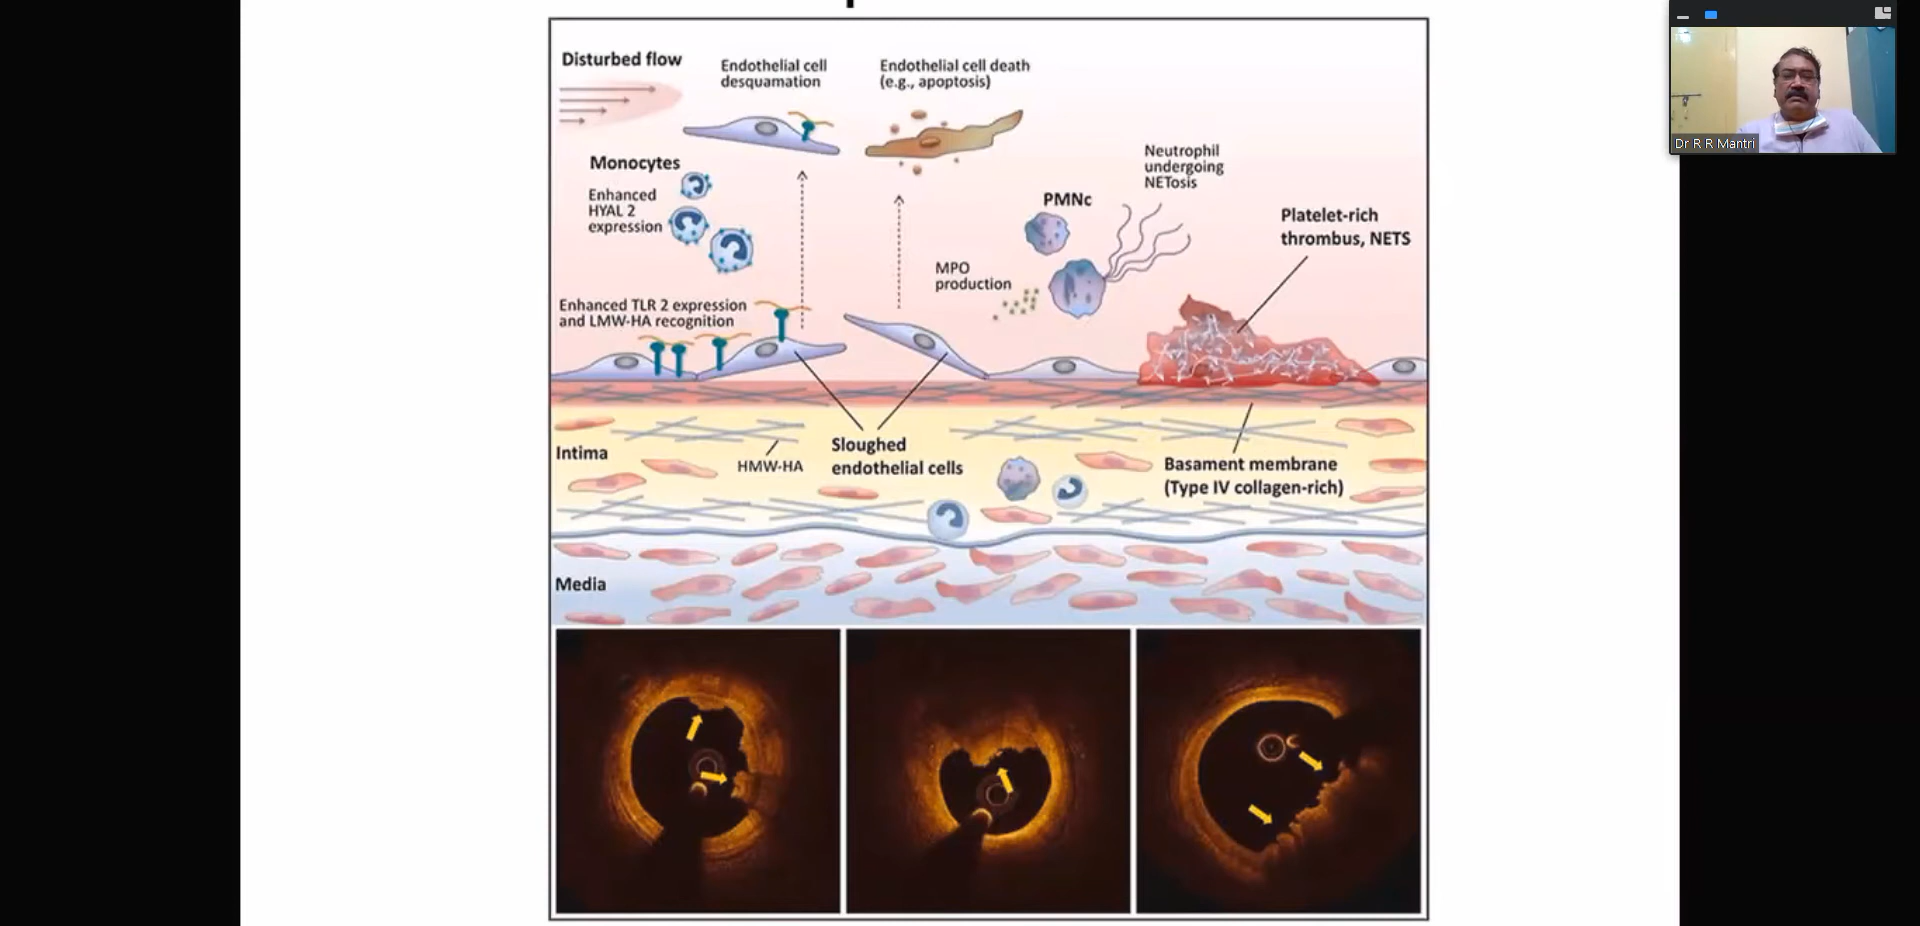 Disturbed flow
Endothelial cell
desquamation
Endothelial cell death
(e.g., apoptosis)
Monocytes
Enhanced
HYAL 2
expression
Neutrophil
undergoing
NETosis
PMNc
Platelet-rich
thrombus, NETS
MPO
production
Enhanced TLR 2 expression
and LMW-HA recognition
Intima
HMW-HA
Sloughed
endothelial cells
Basament membrane
(Type IV collagen-rich)
Media
Dr R R Mantri